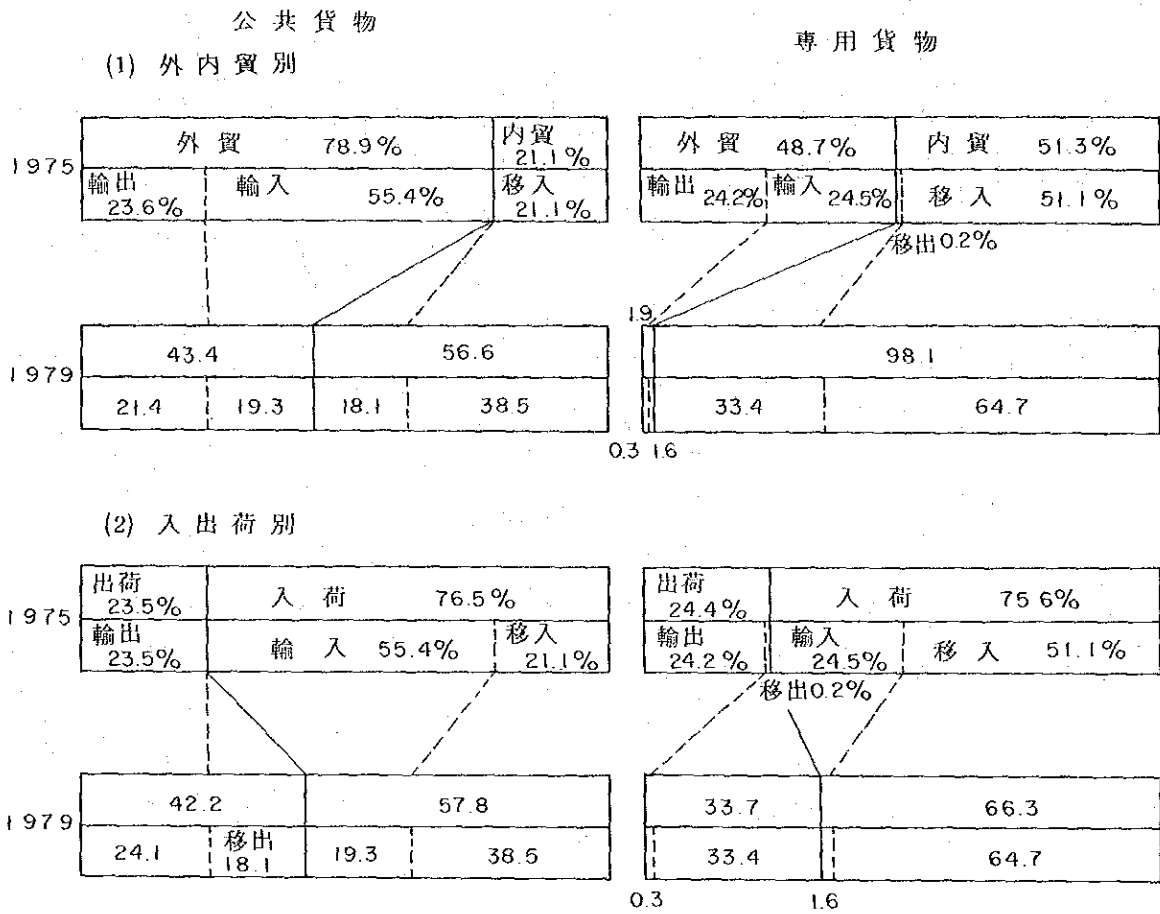 公共貨物
専用貨物
(1) 外内貿別
1975
外貿 78.9%
内貿 21.1%
輸出 23.6%
輸入 55.4%
移入 21.1%
外貿 48.7%
内貿 51.3%
輸出 24.2%
輸入 24.5%
移入 51.1%
移出0.2%
1979
43.4
56.6
21.4
19.3
18.1
38.5
1.9
98.1
33.4
64.7
0.3
1.6
(2) 入出荷別
1975
出荷 23.5%
入荷 76.5%
輸出 23.5%
輸入 55.4%
移入 21.1%
出荷 24.4%
入荷 75 6%
輸出 24.2%
輸入 24.5%
移入 51.1%
移出0.2%
1979
42.2
57.8
24.1
移出 18.1
19.3
38.5
33.7
66.3
33.4
64.7
0.3
1.6